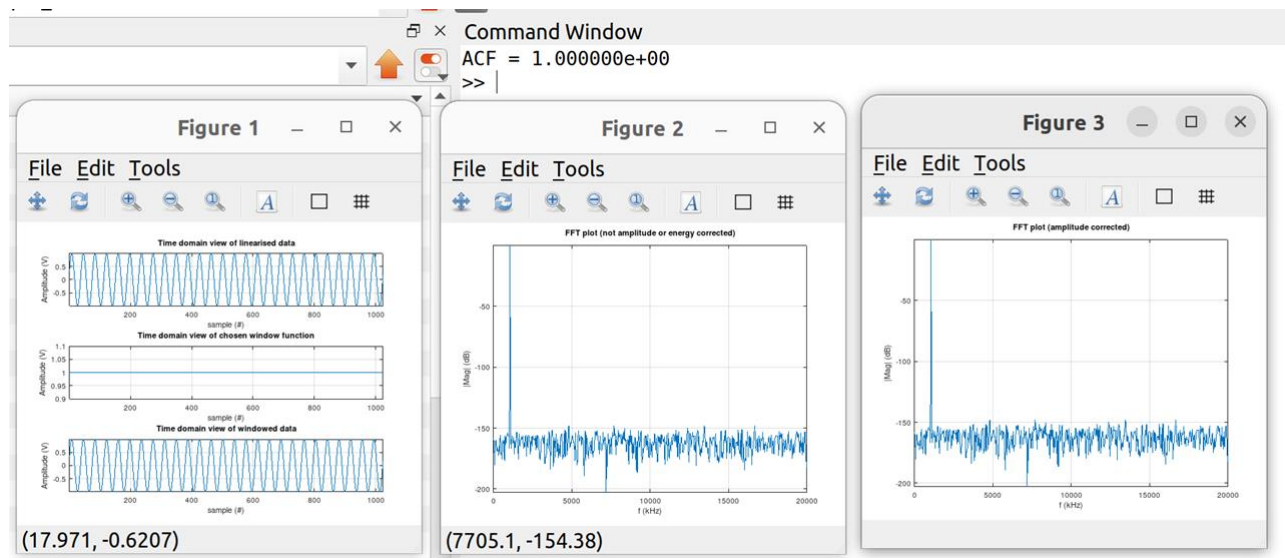 Command Window
ACF = 1.000000e+00
>>
Figure 1
File Edit Tools
A
Time domain view of linearised data
Amplitude (V)
0.5
0
-0.5
200 400 600 800 1000
sample (#)
Time domain view of chosen window function
Amplitude (V)
1.1
1.05
1
0.95
0.9
200 400 600 800 1000
sample (#)
Time domain view of windowed data
Amplitude (V)
0.5
0
-0.5
200 400 600 800 1000
sample (#)
(17.971, -0.6207)
Figure 2
File Edit Tools
A
FFT plot (not amplitude or energy corrected)
|Mag| (dB)
-50
-100
-150
-200
0 5000 10000 15000 20000
f (kHz)
(7705.1, -154.38)
Figure 3
File Edit Tools
A
FFT plot (amplitude corrected)
|Mag| (dB)
-50
-100
-150
-200
0 5000 10000 15000 20000
f (kHz)